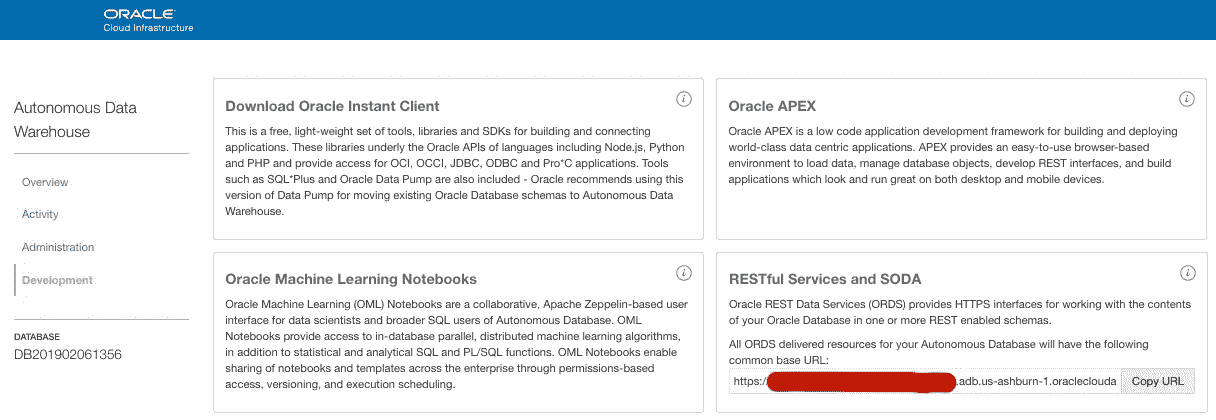 ORACLE
Cloud Infrastructure
Autonomous Data
Warehouse
Overview
Activity
Administration
Development
DATABASE
DB201902061356
Download Oracle Instant Client
This is a free, light-weight set of tools, libraries and SDKs for building and connecting
applications. These libraries underly the Oracle APIs of languages including Node.js, Python
and PHP and provide access for OCI, OCCI, JDBC, ODBC and Pro*C applications. Tools
such as SQL*Plus and Oracle Data Pump are also included - Oracle recommends using this
version of Data Pump for moving existing Oracle Database schemas to Autonomous Data
Warehouse.
Oracle APEX
Oracle APEX is a low code application development framework for building and deploying
world-class data centric applications. APEX provides an easy-to-use browser-based
environment to load data, manage database objects, develop REST interfaces, and build
applications which look and run great on both desktop and mobile devices.
Oracle Machine Learning Notebooks
Oracle Machine Learning (OML) Notebooks are a collaborative, Apache Zeppelin-based user
interface for data scientists and broader SQL users of Autonomous Database. OML
Notebooks provide access to in-database parallel, distributed machine learning algorithms,
in addition to statistical and analytical SQL and PL/SQL functions. OML Notebooks enable
sharing of notebooks and templates across the enterprise through permissions-based
access, versioning, and execution scheduling.
RESTful Services and SODA
Oracle REST Data Services (ORDS) provides HTTPS interfaces for working with the contents
of your Oracle Database in one or more REST enabled schemas.
All ORDS delivered resources for your Autonomous Database will have the following
common base URL:
https:/ .adb.us-ashburn-1.oracleclouda Copy URL